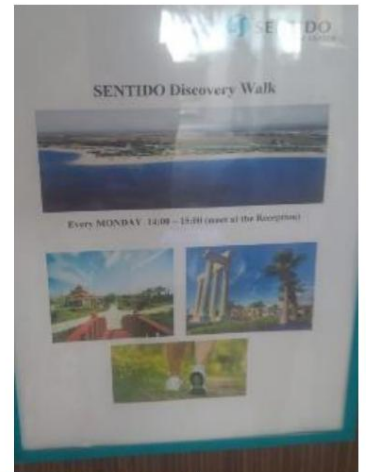 SENTIDO
SENTIDO Discovery Walk
Every MONDAY 14:00 – 15:00 (meet at the Reception)